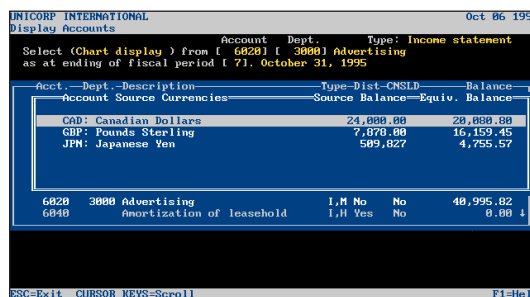 UNICORP INTERNATIONAL Oct 06 199
Display Accounts
Account Dept. Type: Income statement
Select (Chart display ) from [ 6020] [ 3000] Advertising
as at ending of fiscal period [ 7]. October 31, 1995
Acct.—Dept.—Description Type-Dist-CNSLD Balance
Account Source Currencies Source Balance Equiv. Balance
CAD: Canadian Dollars 24,000.00 20,080.80
GBP: Pounds Sterling 7,878.00 16,159.45
JPN: Japanese Yen 509,827 4,755.57
6020 3000 Advertising I,M No No 40,995.82
6040 Amortization of leasehold I,H Yes No 0.00 ↓
ESC=Exit CURSOR KEYS=Scroll F1=Hel